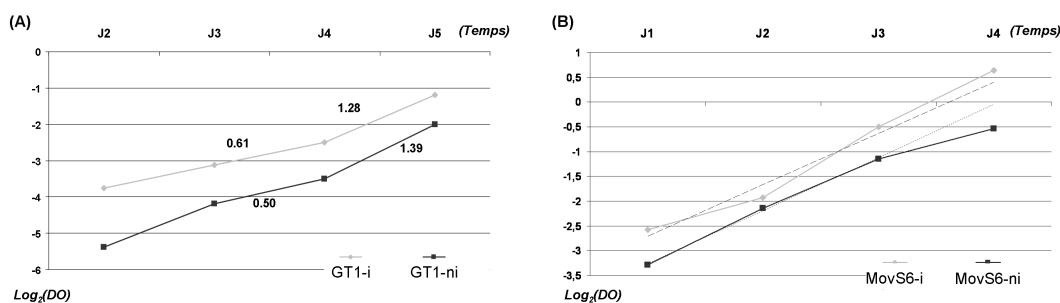 (A)
J2 J3 J4 J5 (Temps)
0
-1
-2
-3
-4
-5
-6
1.28
0.61
1.39
0.50
GT1-i GT1-ni
Log2(DO)
(B)
J1 J2 J3 J4 (Temps)
1
0,5
0
-0,5
-1
-1,5
-2
-2,5
-3
-3,5
MovS6-i MovS6-ni
Log2(DO)